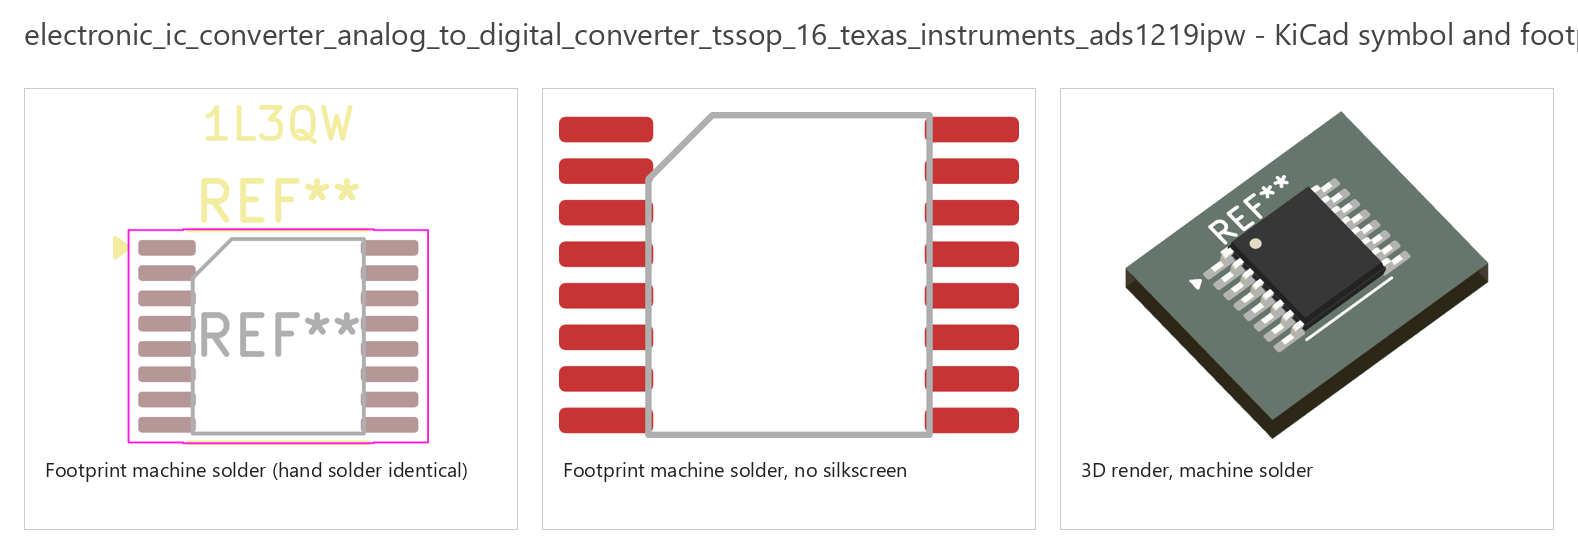 electronic_ic_converter_analog_to_digital_converter_tssop_16_texas_instruments_ads1219ipw - KiCad symbol and footp
1L3QW
REF**
REF**
Footprint machine solder (hand solder identical)
Footprint machine solder, no silkscreen
REF**
3D render, machine solder